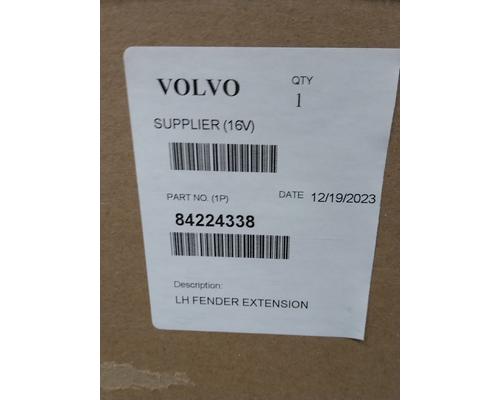 VOLVO
QTY
1
SUPPLIER (16V)
PART NO. (1P)
DATE 12/19/2023
84224338
Description:
LH FENDER EXTENSION